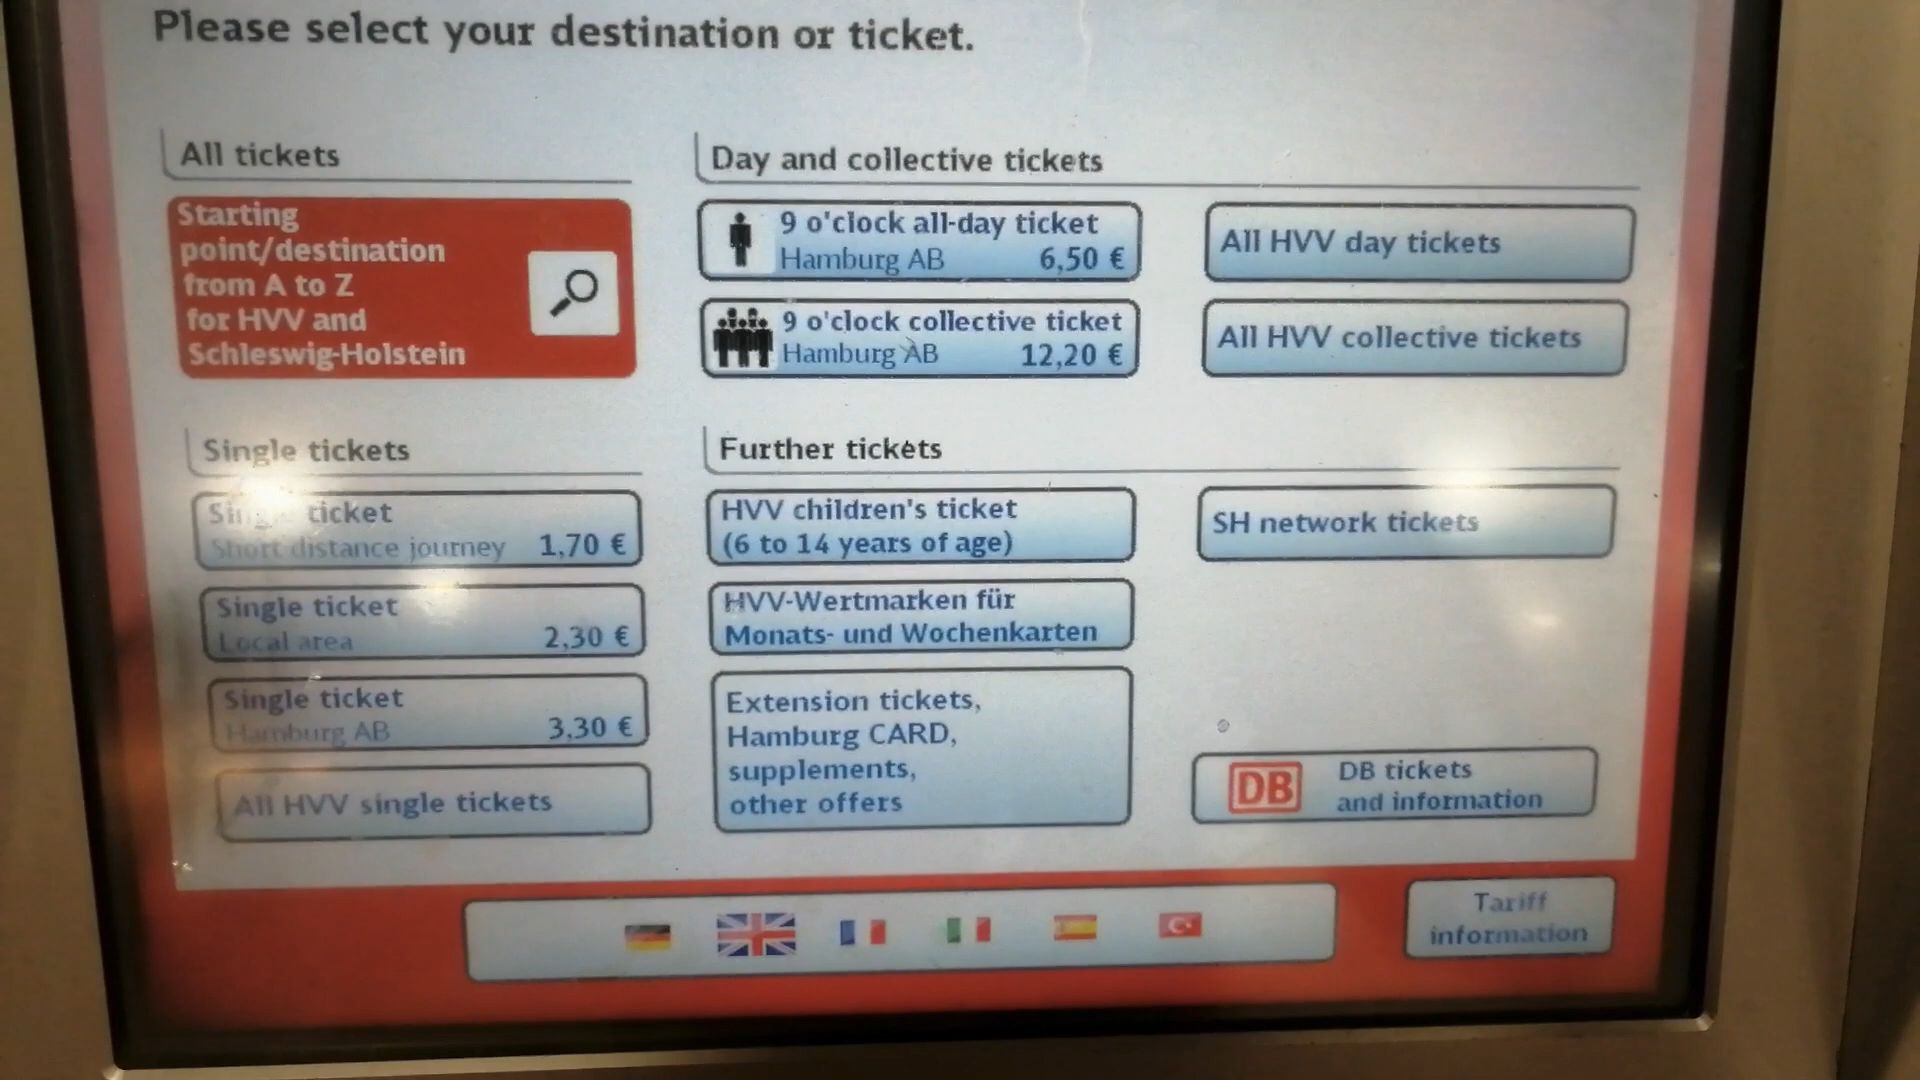 Please select your destination or ticket.
All tickets
Starting
point/destination
from A to Z
for HVV and
Schleswig-Holstein
Day and collective tickets
9 o'clock all-day ticket
Hamburg AB 6,50 €
9 o'clock collective ticket
Hamburg AB 12,20 €
All HVV day tickets
All HVV collective tickets
Single tickets
Single ticket
Short distance journey 1,70 €
Single ticket
Local area 2,30 €
Single ticket
Hamburg AB 3,30 €
All HVV single tickets
Further tickets
HVV children's ticket
(6 to 14 years of age)
HVV-Wertmarken für
Monats- und Wochenkarten
Extension tickets,
Hamburg CARD,
supplements,
other offers
SH network tickets
DB
DB tickets
and information
Tariff
information